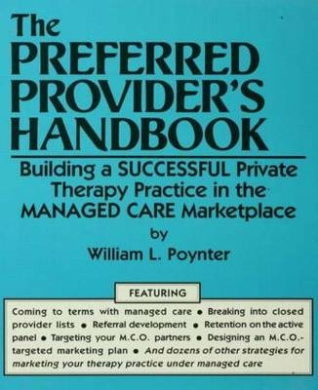 The
PREFERRED
PROVIDER'S
HANDBOOK
Building a SUCCESSFUL Private
Therapy Practice in the
MANAGED CARE Marketplace
by
William L. Poynter
FEATURING
Coming to terms with managed care • Breaking into closed
provider lists • Referral development • Retention on the active
panel • Targeting your M.C.O. partners • Designing an M.C.O.-
targeted marketing plan • And dozens of other strategies for
marketing your therapy practice under managed care